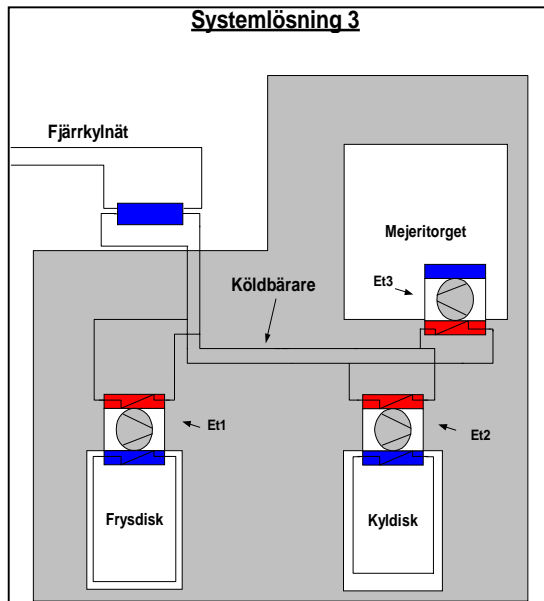 Systemlösning 3
Fjärrkylnät
Mejeritorget
Et3
Köldbärare
Et1
Et2
Frysdisk
Kyldisk